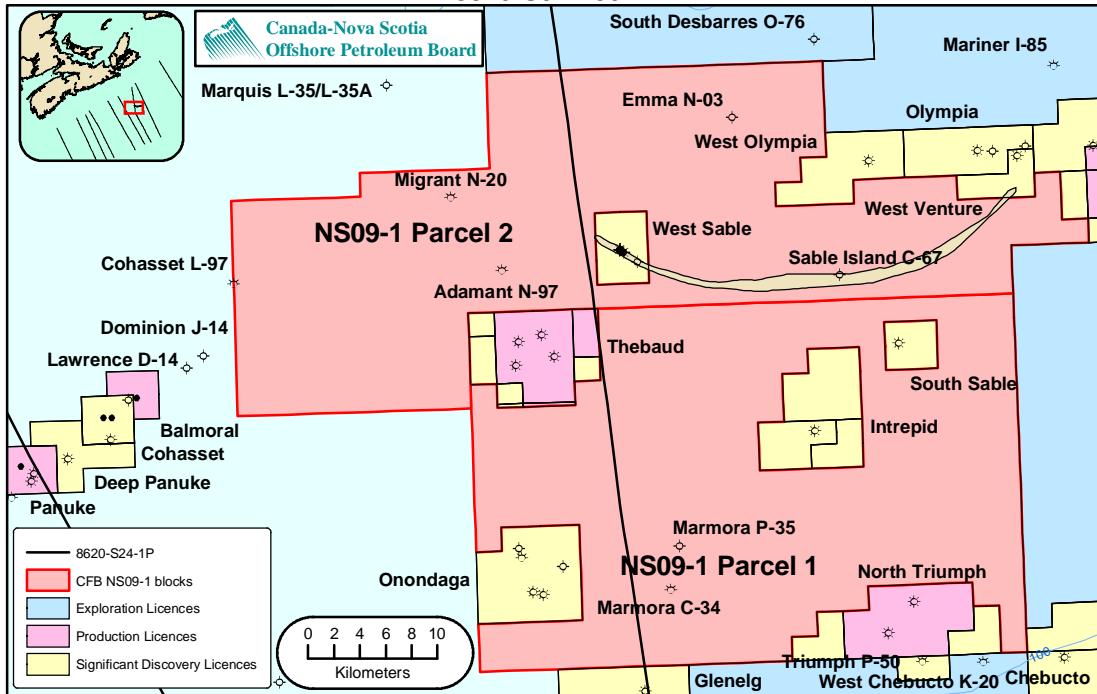 Canada-Nova Scotia
Offshore Petroleum Board
South Desbarres O-76
Mariner I-85
Marquis L-35/L-35A
Emma N-03
Olympia
West Olympia
Migrant N-20
NS09-1 Parcel 2
West Venture
West Sable
Sable Island C-67
Cohasset L-97
Adamant N-97
Dominion J-14
Lawrence D-14
Thebaud
South Sable
Balmoral
Intrepid
Cohasset
Deep Panuke
Panuke
Marmora P-35
NS09-1 Parcel 1
North Triumph
Onondaga
Marmora C-34
8620-S24-1P
CFB NS09-1 blocks
Exploration Licences
Production Licences
Significant Discovery Licences
0 2 4 6 8 10
Kilometers
Triumph P-50
100
Glenelg
West Chebucto K-20
Chebucto